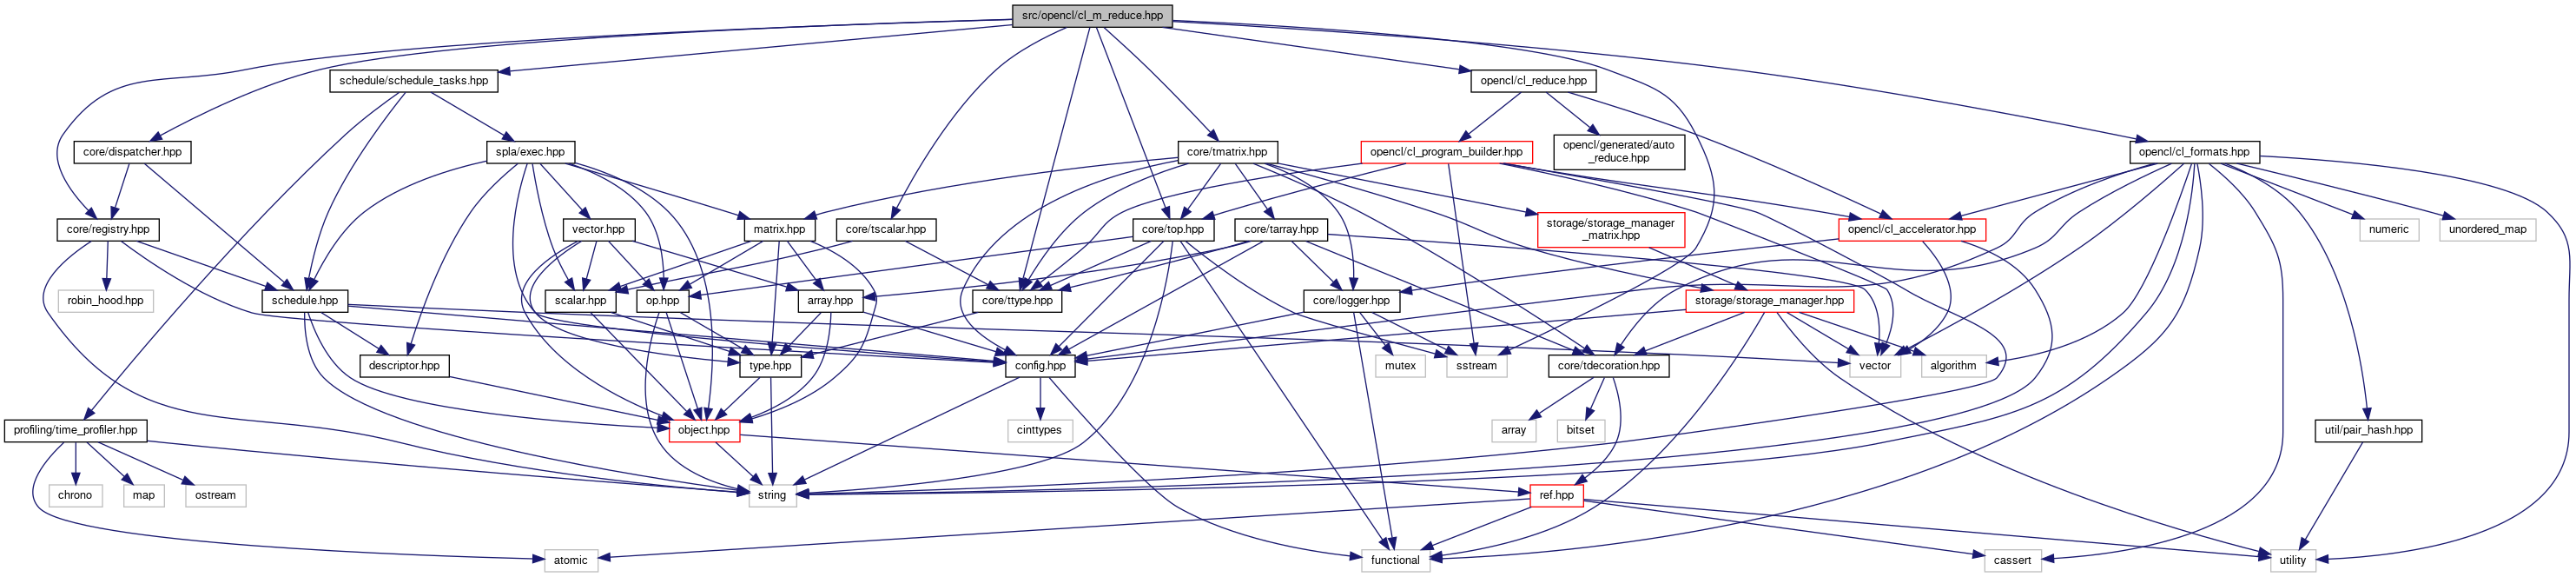 src/opencl/cl_m_reduce.hpp
schedule/schedule_tasks.hpp
opencl/cl_reduce.hpp
core/dispatcher.hpp
spla/exec.hpp
core/tmatrix.hpp
opencl/cl_program_builder.hpp
opencl/generated/auto
_reduce.hpp
opencl/cl_formats.hpp
core/registry.hpp
vector.hpp
matrix.hpp
core/tscalar.hpp
core/top.hpp
core/tarray.hpp
storage/storage_manager
_matrix.hpp
opencl/cl_accelerator.hpp
numeric
unordered_map
robin_hood.hpp
schedule.hpp
scalar.hpp
op.hpp
array.hpp
core/ttype.hpp
core/logger.hpp
storage/storage_manager.hpp
descriptor.hpp
type.hpp
config.hpp
mutex
sstream
core/tdecoration.hpp
vector
algorithm
profiling/time_profiler.hpp
object.hpp
cinttypes
array
bitset
util/pair_hash.hpp
chrono
map
ostream
string
ref.hpp
atomic
functional
cassert
utility